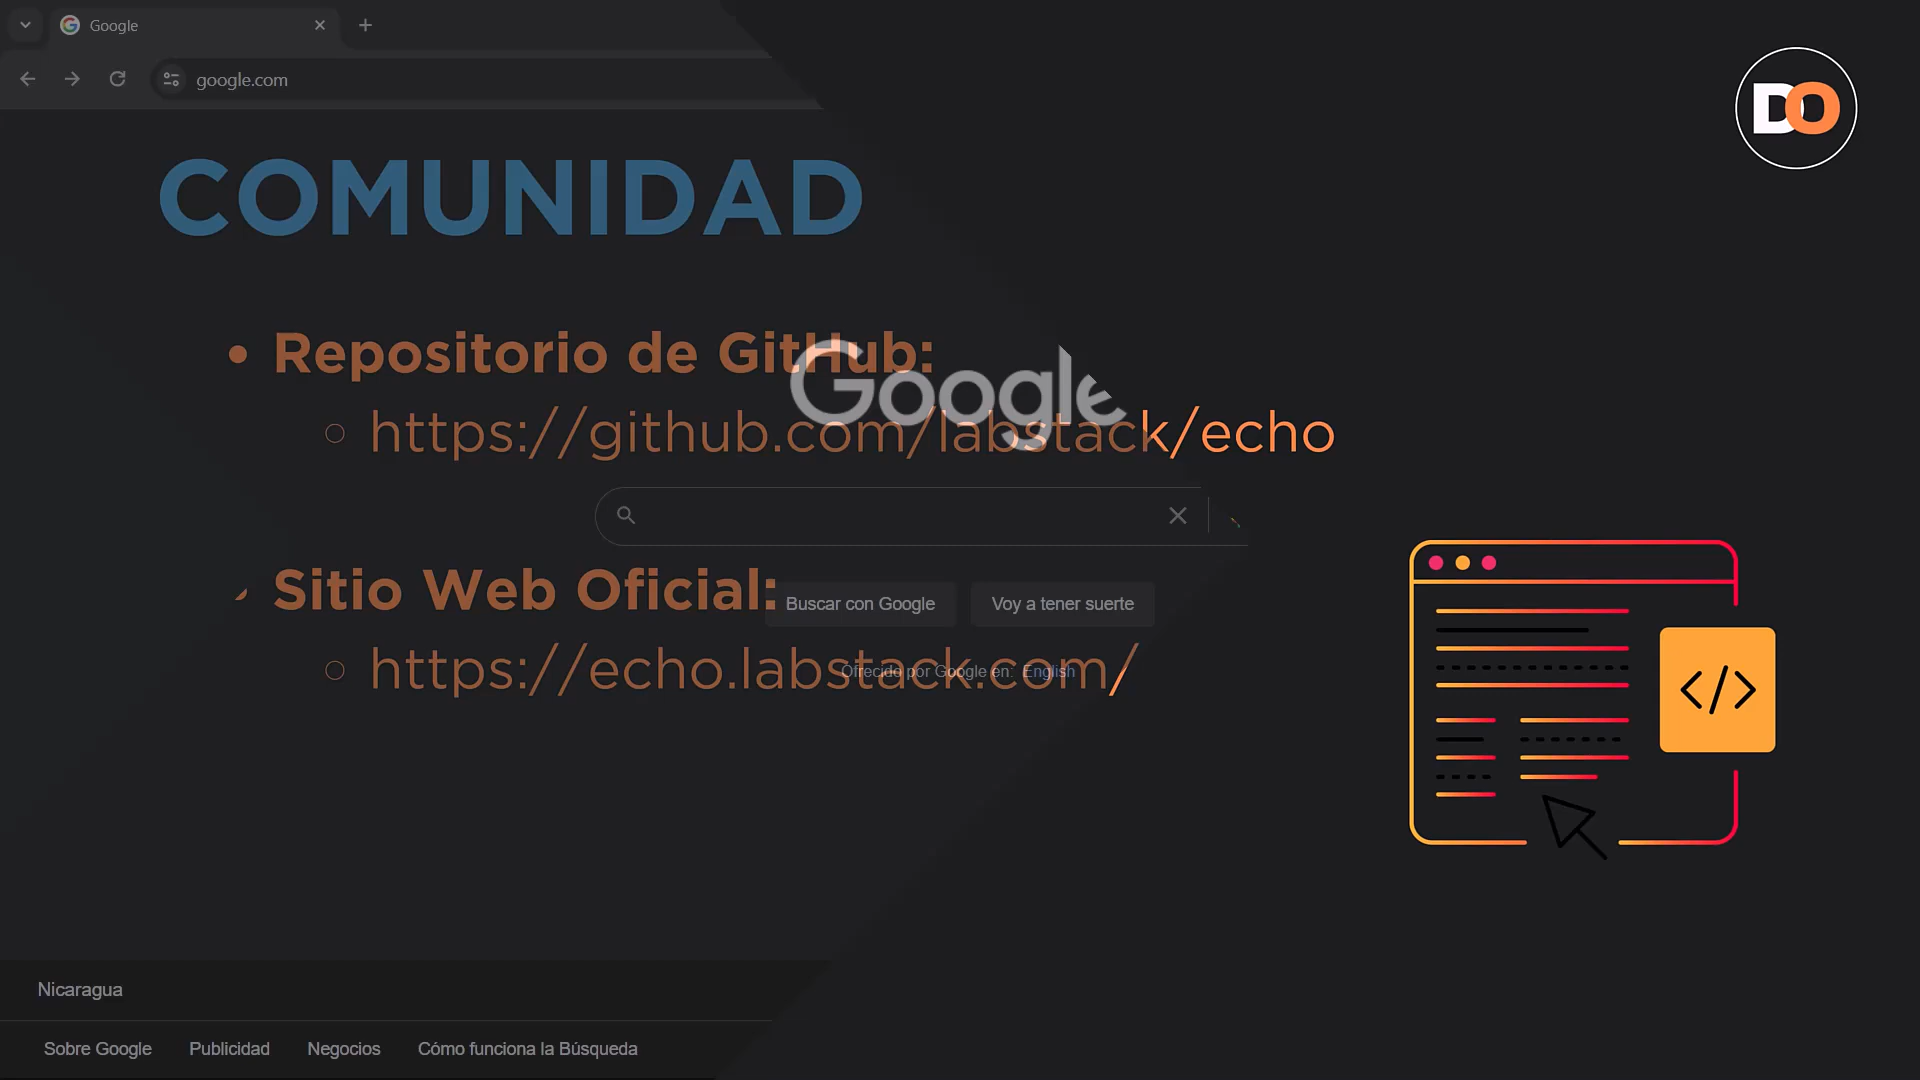 Google
google.com
DO
COMUNIDAD
• Repositorio de GitHub:
Google
○ https://github.com/labstack/echo
Sitio Web Oficial:
Buscar con Google Voy a tener suerte
○ https://echo.labstack.com/
Ofrecido por Google en: English
</>
Nicaragua
Sobre Google Publicidad Negocios Cómo funciona la Búsqueda